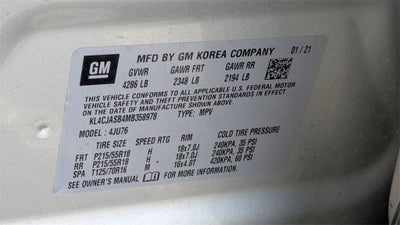 GM
MFD BY GM KOREA COMPANY 01/21
GVWR GAWR FRT GAWR RR
4286 LB 2348 LB 2194 LB
THIS VEHICLE CONFORMS TO ALL APPLICABLE U.S. FEDERAL MOTOR
VEHICLE SAFETY AND THEFT PREVENTION STANDARDS IN EFFECT ON THE
DATE OF MANUFACTURE SHOWN ABOVE.
KL4CJASB4MB358978 TYPE: MPV
MODEL: 4JU76
TIRE SIZE SPEED RTG RIM COLD TIRE PRESSURE
FRT P215/55R18 H 18x7.0J 240KPA, 35 PSI
RR P215/55R18 H 18x7.0J 240KPA, 35 PSI
SPA T125/70R16 M 16x4.0T 420KPA, 60 PSI
SEE OWNER'S MANUAL